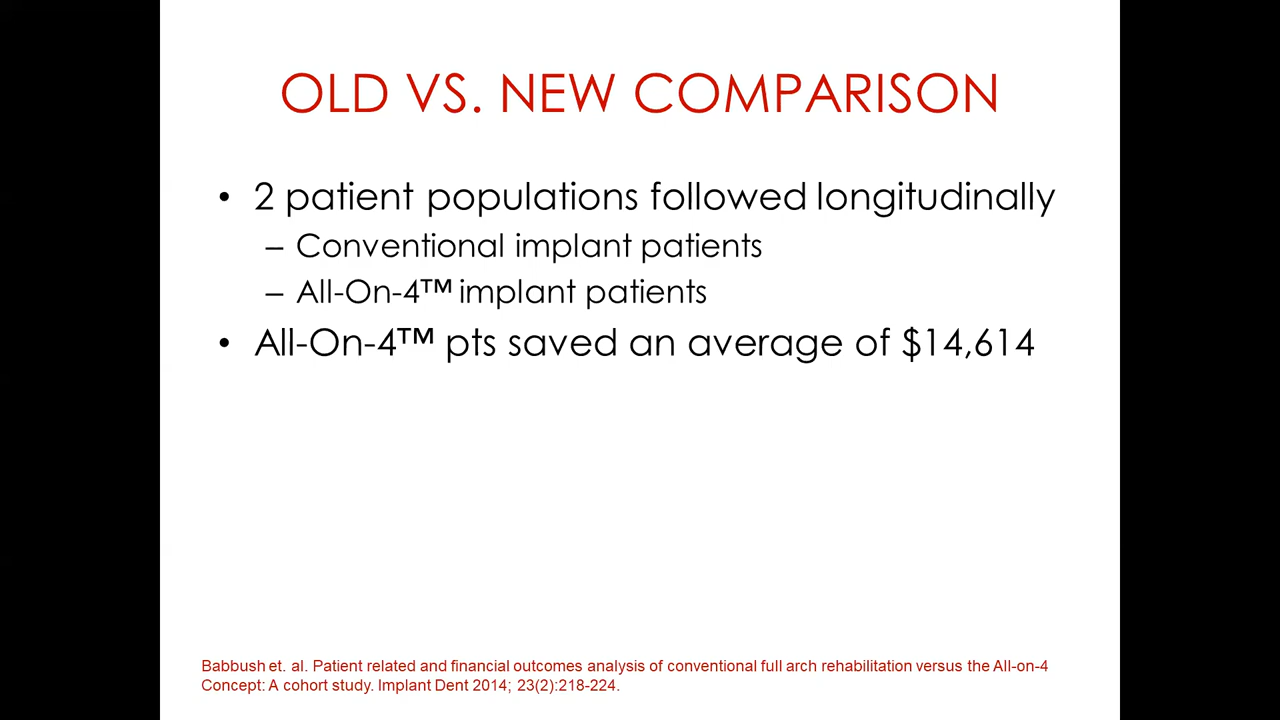 OLD VS. NEW COMPARISON
• 2 patient populations followed longitudinally
– Conventional implant patients
– All-On-4™ implant patients
• All-On-4™ pts saved an average of $14,614
Babbush et. al. Patient related and financial outcomes analysis of conventional full arch rehabilitation versus the All-on-4
Concept: A cohort study. Implant Dent 2014; 23(2):218-224.